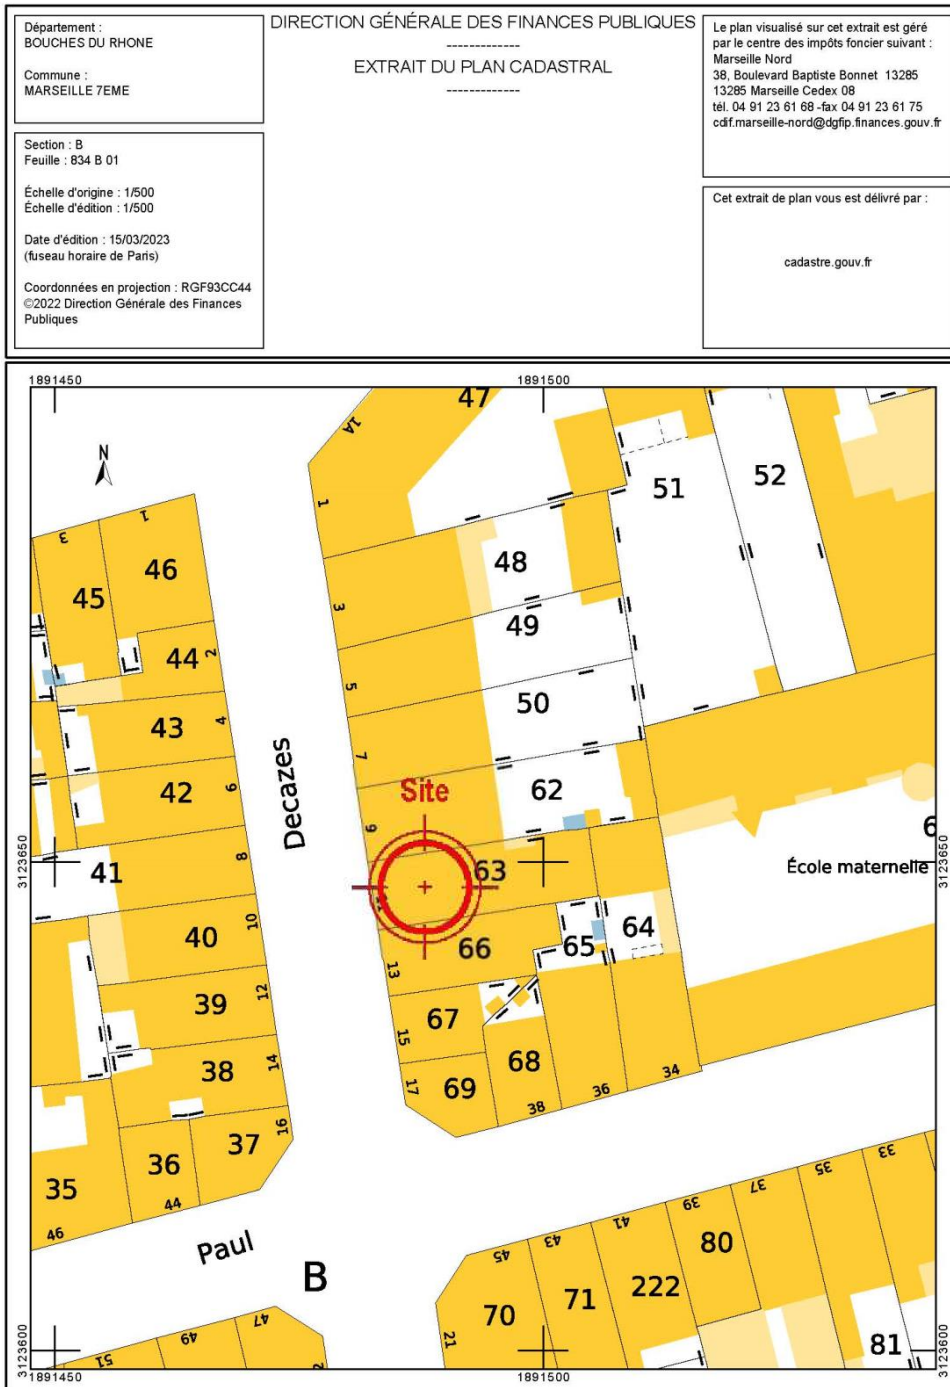 Département :
BOUCHES DU RHONE
Commune :
MARSEILLE 7EME
Section : B
Feuille : 834 B 01
Échelle d'origine : 1/500
Échelle d'édition : 1/500
Date d'édition : 15/03/2023
(fuseau horaire de Paris)
Coordonnées en projection : RGF93CC44
©2022 Direction Générale des Finances
Publiques
DIRECTION GÉNÉRALE DES FINANCES PUBLIQUES
-------------
EXTRAIT DU PLAN CADASTRAL
-------------
Le plan visualisé sur cet extrait est géré
par le centre des impôts foncier suivant :
Marseille Nord
38, Boulevard Baptiste Bonnet 13285
13285 Marseille Cedex 08
tél. 04 91 23 61 68 -fax 04 91 23 61 75
cdif.marseille-nord@dgfip.finances.gouv.fr
Cet extrait de plan vous est délivré par :
cadastre.gouv.fr
1891450
1891500
47
1A
N
1
51
52
3
1
46
45
48
3
49
44
2
5
50
43
4
7
Decazes
42
6
62
Site
9
8
41
3123650
63
6
École maternelle
3123650
10
40
66
65
64
13
12
39
67
15
14
38
68
34
17
69
36
38
16
37
36
35
44
46
33
35
37
39
41
43
45
Paul
B
80
222
71
70
47
49
51
2
21
81
3123600
3123600
1891450
1891500